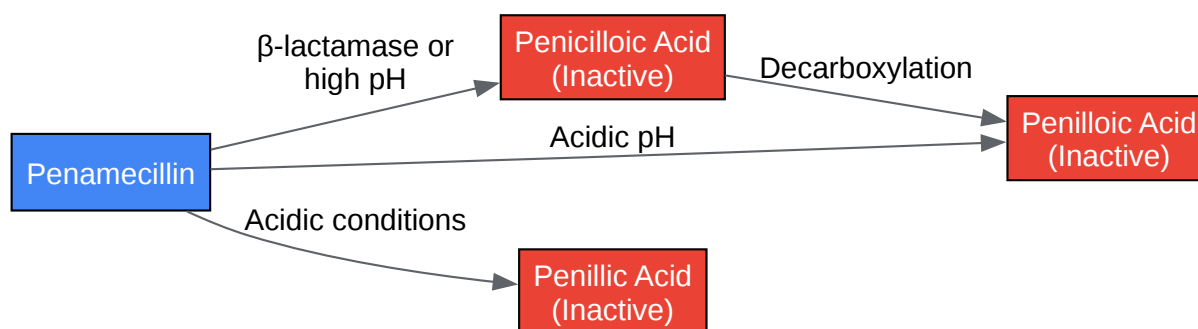 β-lactamase or
high pH
Penicilloic Acid
(Inactive)
Decarboxylation
Penilloic Acid
(Inactive)
Acidic pH
Penamecillin
Acidic conditions
Penillic Acid
(Inactive)